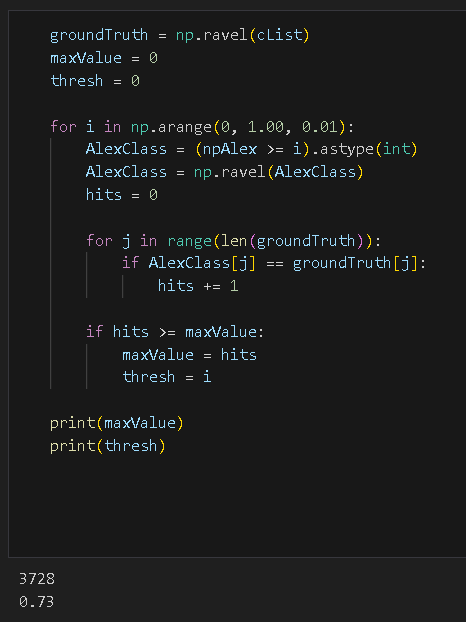 groundTruth = np.ravel(cList)
maxValue = 0
thresh = 0
for i in np.arange(0, 1.00, 0.01):
AlexClass = (npAlex >= i).astype(int)
AlexClass = np.ravel(AlexClass)
hits = 0
for j in range(len(groundTruth)):
if AlexClass[j] == groundTruth[j]:
hits += 1
if hits >= maxValue:
maxValue = hits
thresh = i
print(maxValue)
print(thresh)
3728
0.73